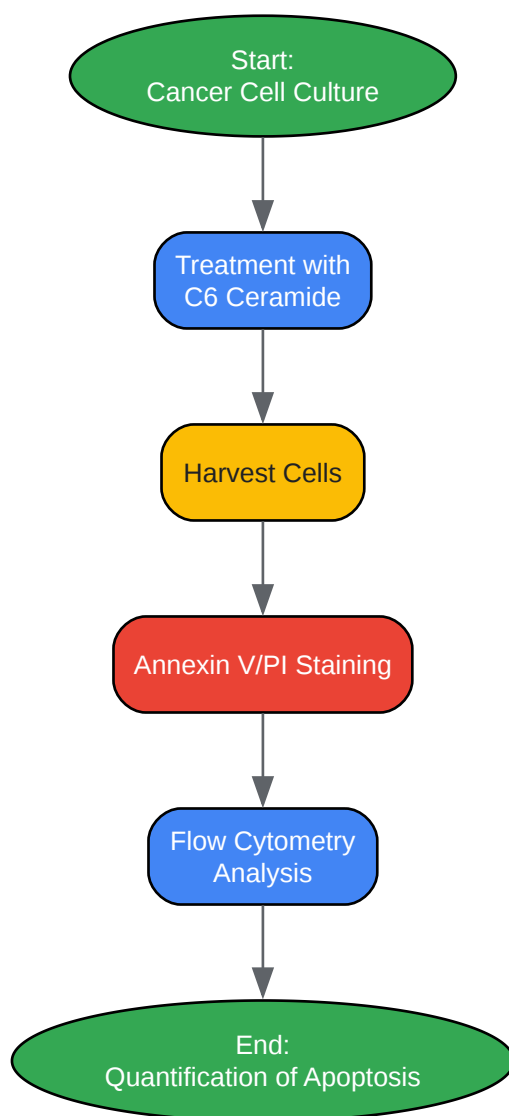 Start:
Cancer Cell Culture
Treatment with
C6 Ceramide
Harvest Cells
Annexin V/PI Staining
Flow Cytometry
Analysis
End:
Quantification of Apoptosis